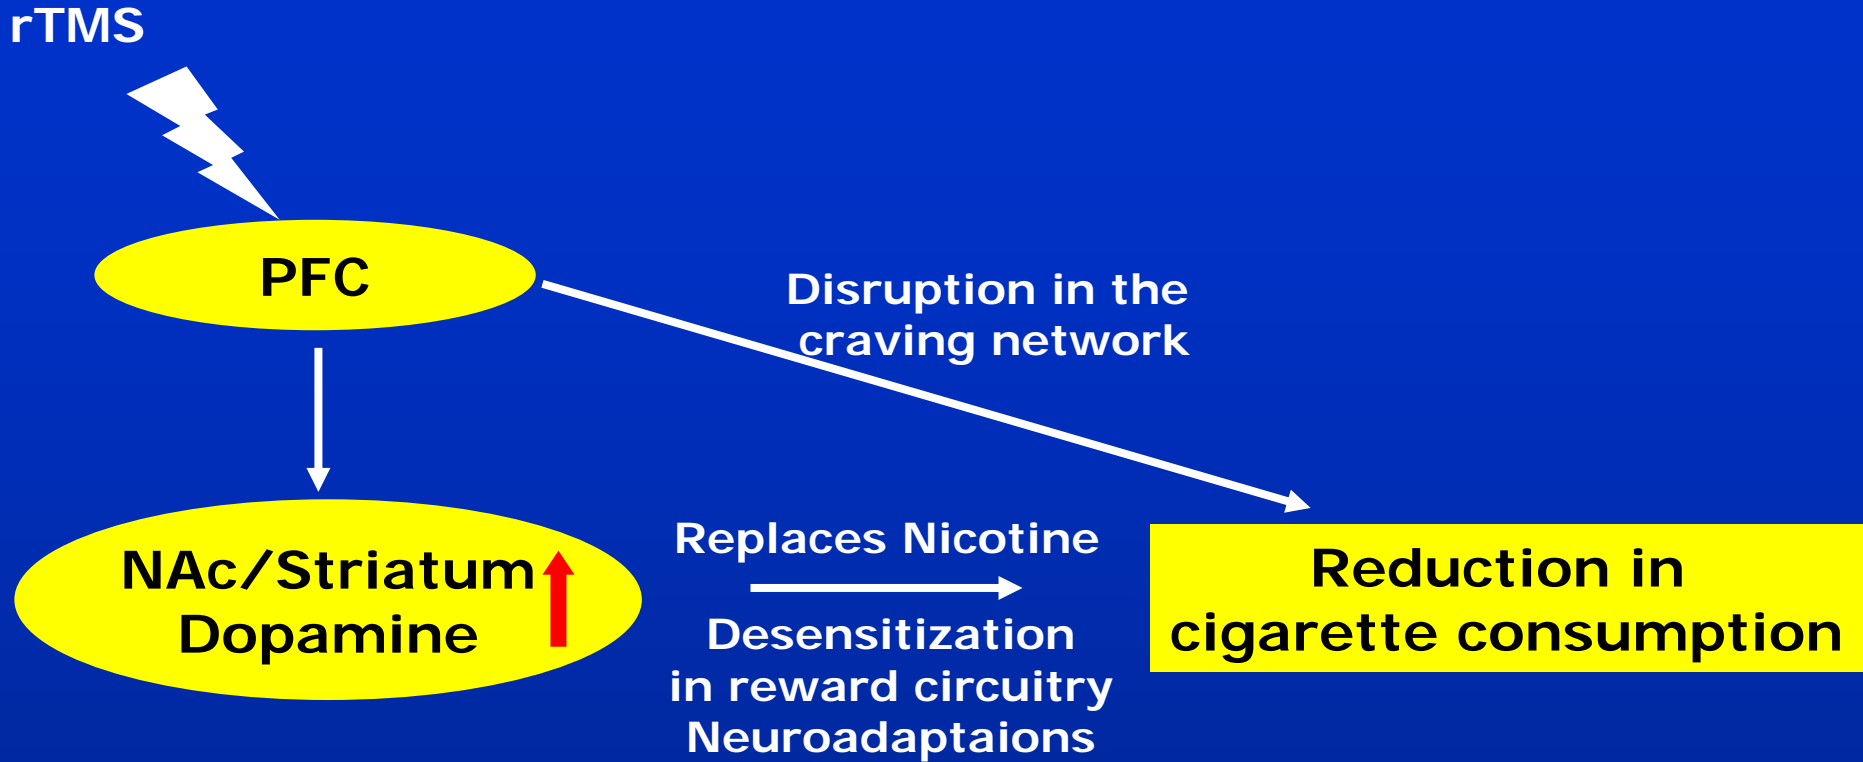 rTMS
PFC
Disruption in the
craving network
NAc/Striatum
Dopamine
Replaces Nicotine
Desensitization
in reward circuitry
Neuroadaptaions
Reduction in
cigarette consumption